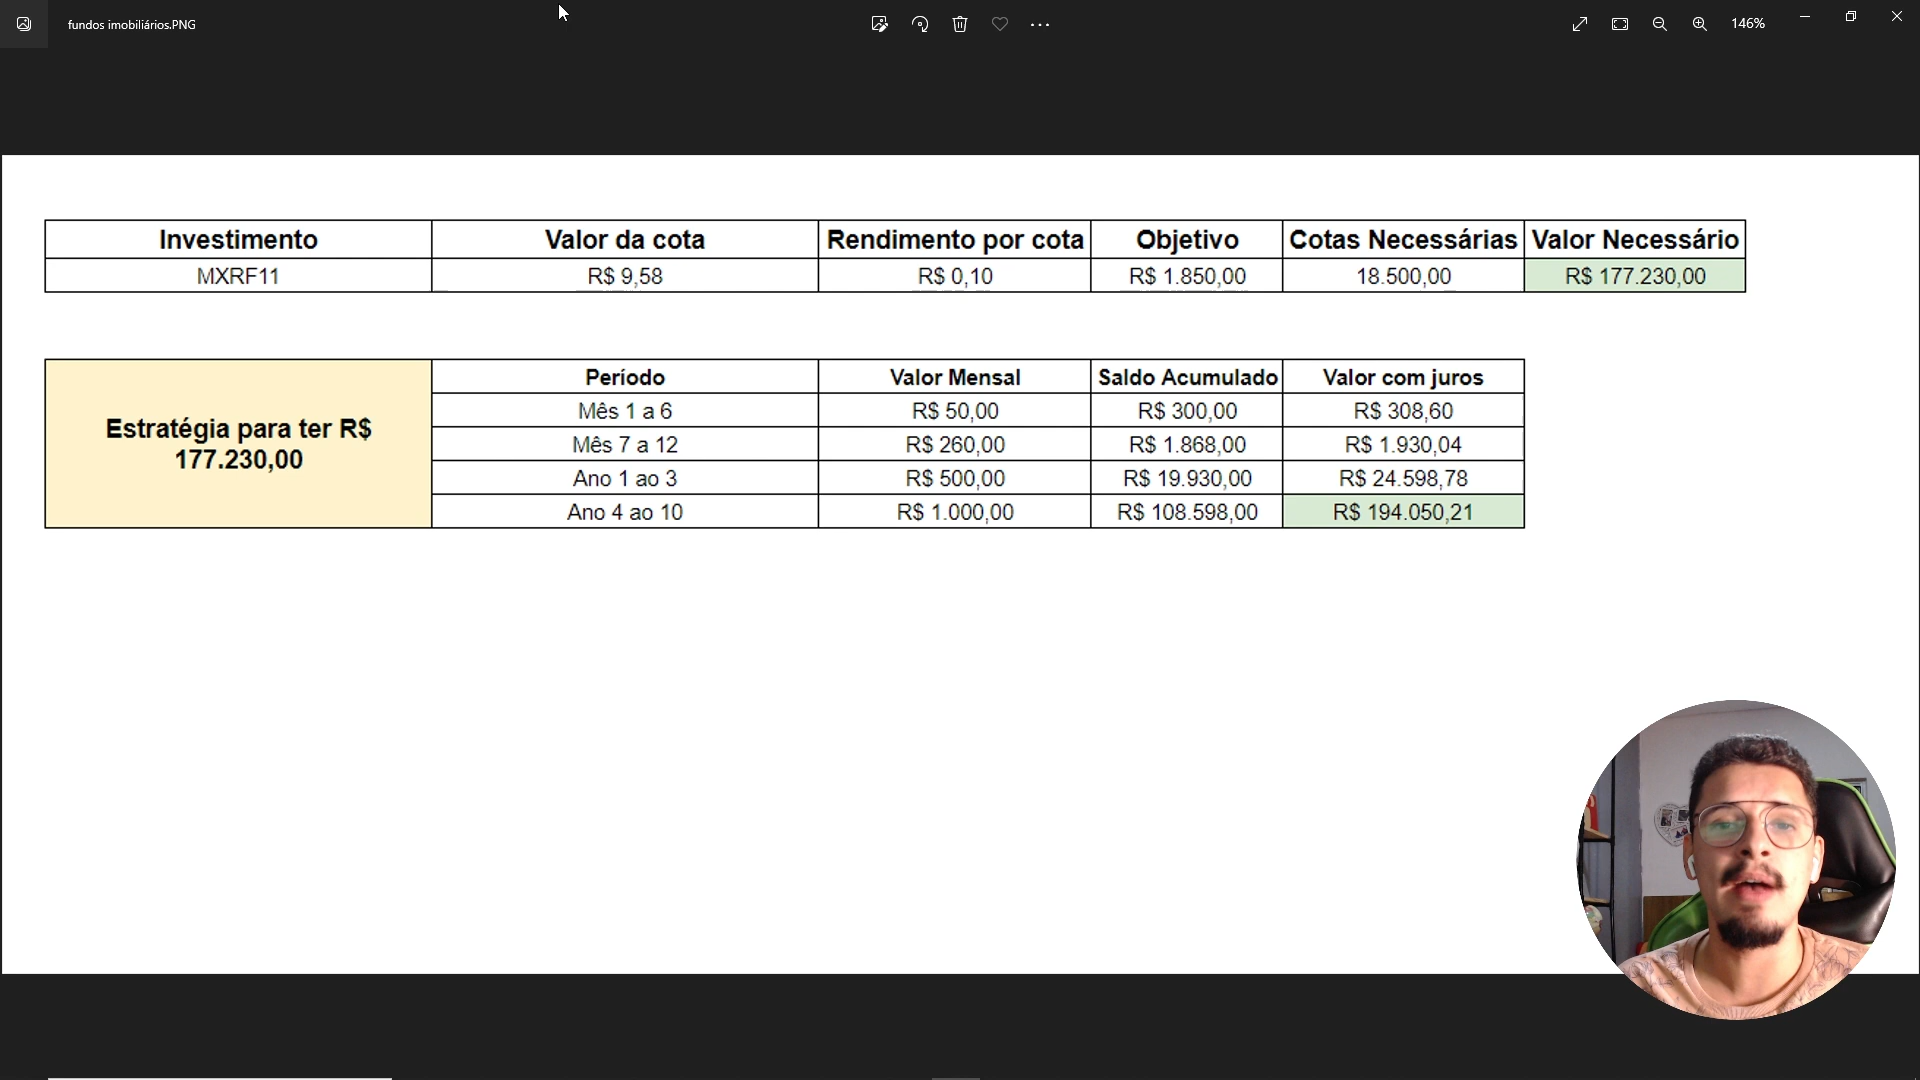 fundos imobiliários.PNG
146%
Investimento Valor da cota Rendimento por cota Objetivo Cotas Necessárias Valor Necessário
MXRF11 R$ 9,58 R$ 0,10 R$ 1.850,00 18.500,00 R$ 177.230,00
Estratégia para ter R$
177.230,00
Período Valor Mensal Saldo Acumulado Valor com juros
Mês 1 a 6 R$ 50,00 R$ 300,00 R$ 308,60
Mês 7 a 12 R$ 260,00 R$ 1.868,00 R$ 1.930,04
Ano 1 ao 3 R$ 500,00 R$ 19.930,00 R$ 24.598,78
Ano 4 ao 10 R$ 1.000,00 R$ 108.598,00 R$ 194.050,21